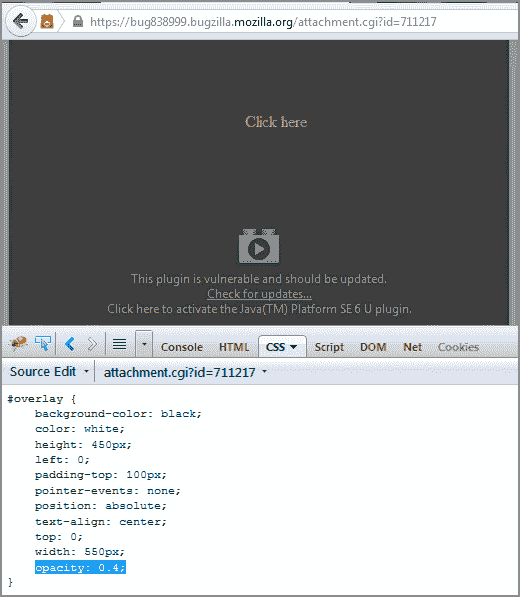 https://bug838999.bugzilla.mozilla.org/attachment.cgi?id=711217
Click here
This plugin is vulnerable and should be updated.
Check for updates...
Click here to activate the Java(TM) Platform SE 6 U plugin.
Console HTML CSS Script DOM Net Cookies
Source Edit attachment.cgi?id=711217
#overlay {
background-color: black;
color: white;
height: 450px;
left: 0;
padding-top: 100px;
pointer-events: none;
position: absolute;
text-align: center;
top: 0;
width: 550px;
opacity: 0.4;
}